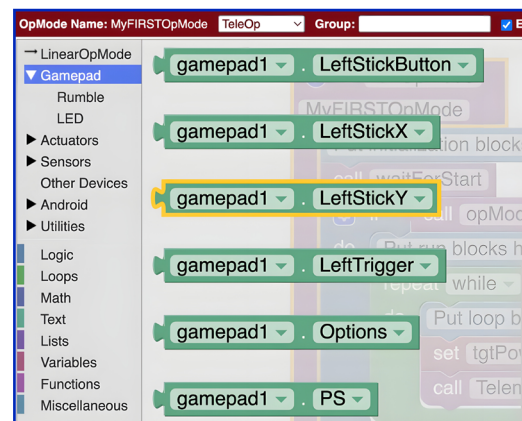 OpMode Name: MyFIRSTOpMode TeleOp Group:
LinearOpMode
Gamepad
Rumble
LED
Actuators
Sensors
Other Devices
Android
Utilities
Logic
Loops
Math
Text
Lists
Variables
Functions
Miscellaneous
gamepad1 . LeftStickButton
gamepad1 . LeftStickX
gamepad1 . LeftStickY
gamepad1 . LeftTrigger
gamepad1 . Options
gamepad1 . PS
MyFIRSTOpMode
Put initialization block
call waitForStart
if call opMod
do Put run blocks h
repeat while
do Put loop b
set tgtPow
call Telem